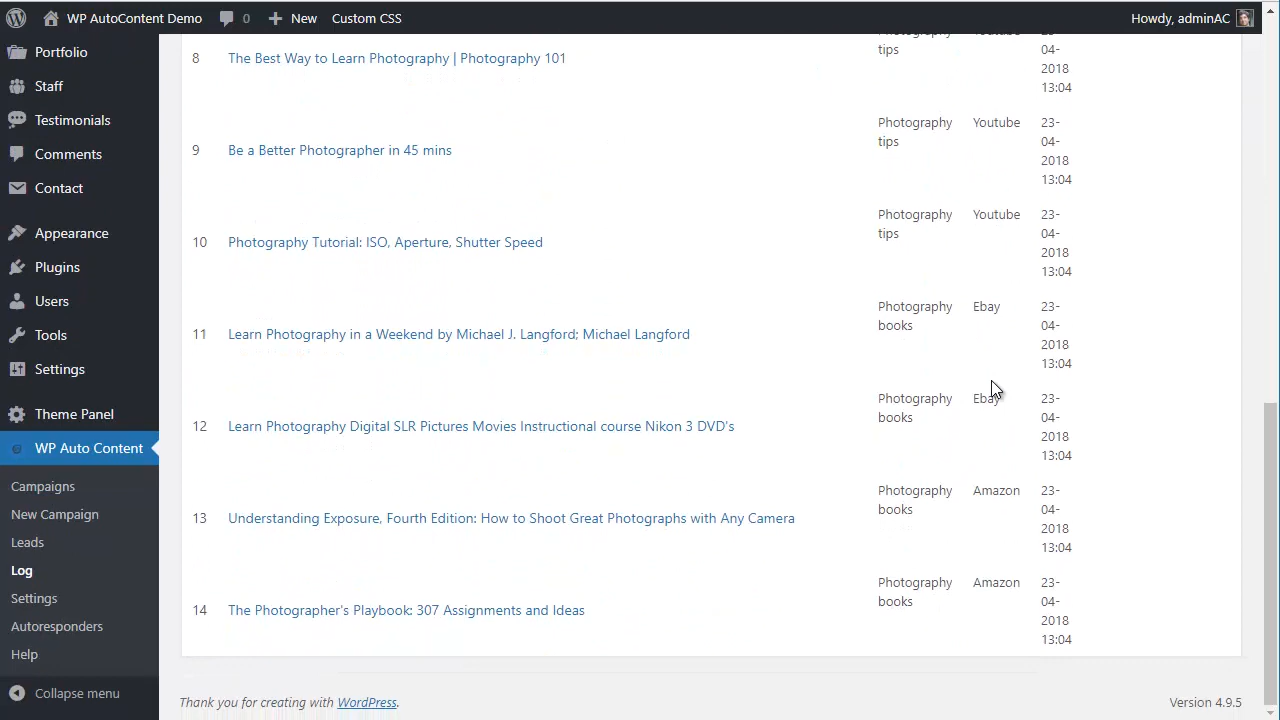 WP AutoContent Demo 0 New Custom CSS Howdy, adminAC
Portfolio
Staff
Testimonials
Comments
Contact
Appearance
Plugins
Users
Tools
Settings
Theme Panel
WP Auto Content
Campaigns
New Campaign
Leads
Log
Settings
Autoresponders
Help
Collapse menu
8 The Best Way to Learn Photography | Photography 101 Photography Youtube 23-
tips 04-
2018
13:04
9 Be a Better Photographer in 45 mins Photography Youtube 23-
tips 04-
2018
13:04
10 Photography Tutorial: ISO, Aperture, Shutter Speed Photography Youtube 23-
tips 04-
2018
13:04
11 Learn Photography in a Weekend by Michael J. Langford; Michael Langford Photography Ebay 23-
books 04-
2018
13:04
12 Learn Photography Digital SLR Pictures Movies Instructional course Nikon 3 DVD's Photography Ebay 23-
books 04-
2018
13:04
13 Understanding Exposure, Fourth Edition: How to Shoot Great Photographs with Any Camera Photography Amazon 23-
books 04-
2018
13:04
14 The Photographer's Playbook: 307 Assignments and Ideas Photography Amazon 23-
books 04-
2018
13:04
Thank you for creating with WordPress. Version 4.9.5